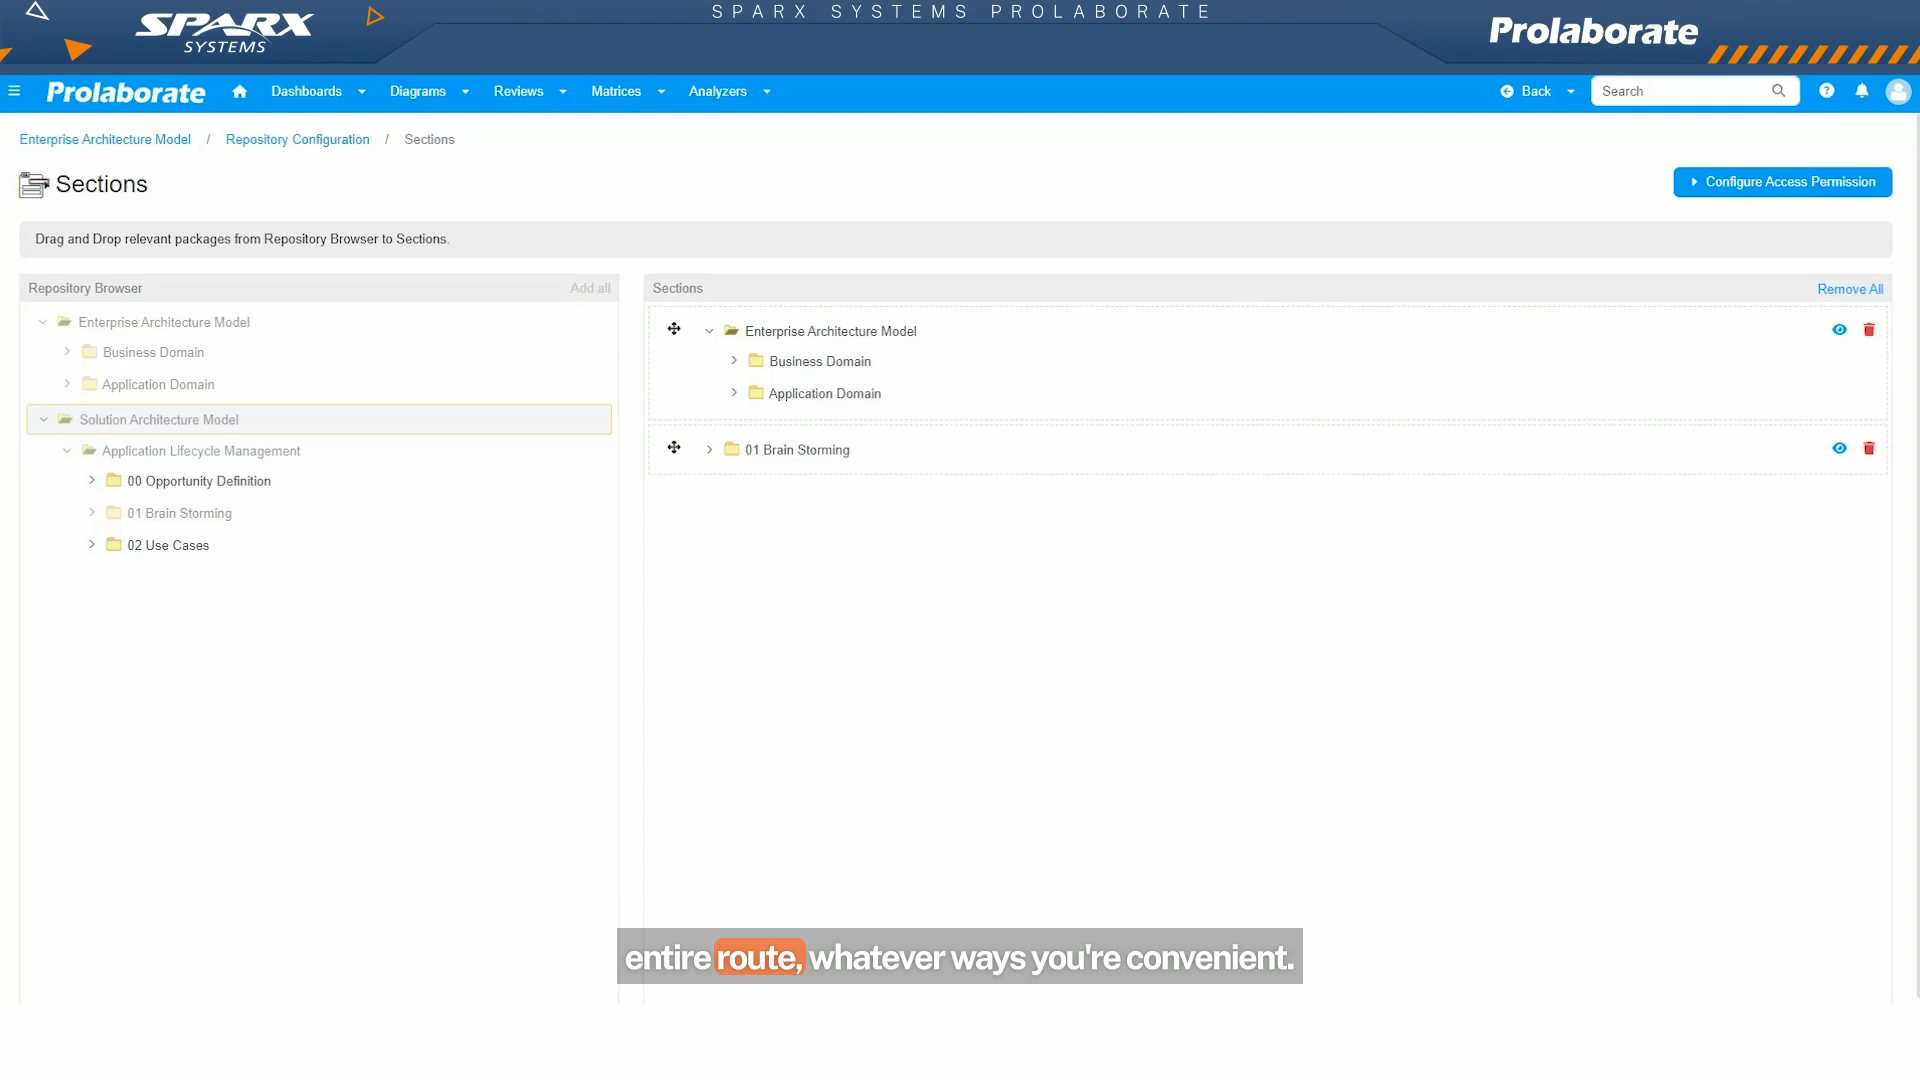 SPARX SYSTEMS PROLABORATE
SPARX
SYSTEMS
Prolaborate
Prolaborate
Dashboards
Diagrams
Reviews
Matrices
Analyzers
Back
Search
Enterprise Architecture Model / Repository Configuration / Sections
Sections
Configure Access Permission
Drag and Drop relevant packages from Repository Browser to Sections.
Repository Browser
Add all
Enterprise Architecture Model
Business Domain
Application Domain
Solution Architecture Model
Application Lifecycle Management
00 Opportunity Definition
01 Brain Storming
02 Use Cases
Sections
Remove All
Enterprise Architecture Model
Business Domain
Application Domain
01 Brain Storming
entire route, whatever ways you're convenient.